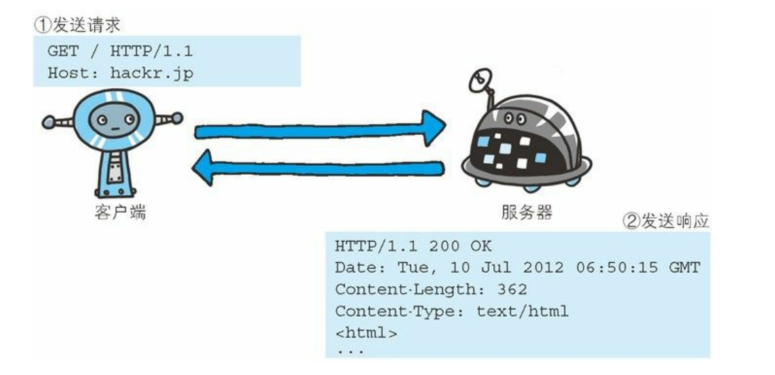 ①发送请求
GET / HTTP/1.1
Host: hackr.jp
客户端
服务器
②发送响应
HTTP/1.1 200 OK
Date: Tue, 10 Jul 2012 06:50:15 GMT
Content-Length: 362
Content-Type: text/html
<html>
...